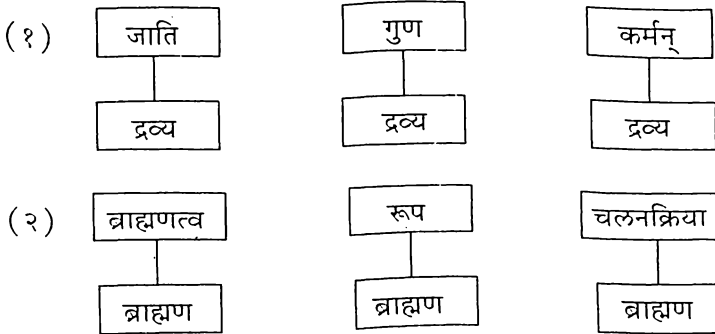 (१) जाति गुण कर्मन्
द्रव्य द्रव्य द्रव्य
(२) ब्राह्मणत्व रूप चलनक्रिया
ब्राह्मण ब्राह्मण ब्राह्मण